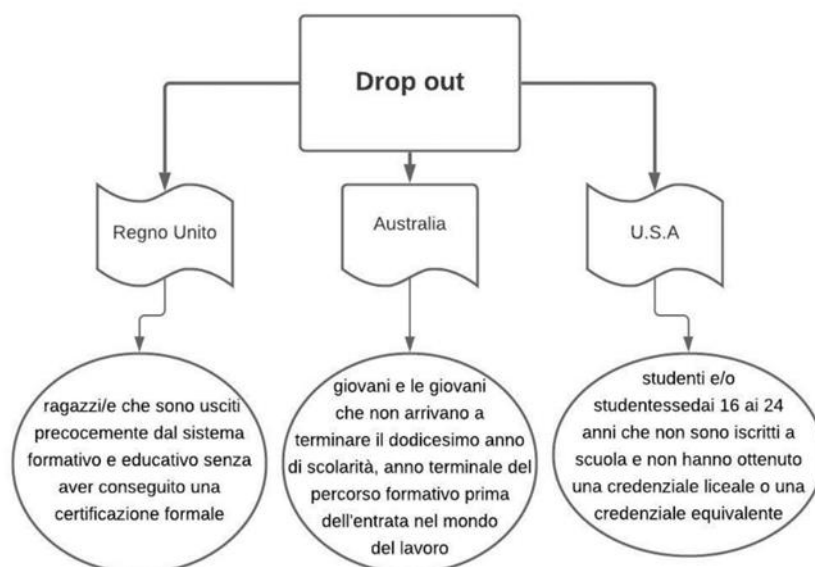 Drop out
Regno Unito
Australia
U.S.A
ragazzi/e che sono usciti
precocemente dal sistema
formativo e educativo senza
aver conseguito una
certificazione formale
giovani e le giovani
che non arrivano a
terminare il dodicesimo anno
di scolarità, anno terminale del
percorso formativo prima
dell'entrata nel mondo
del lavoro
studenti e/o
studentessedai 16 ai 24
anni che non sono iscritti a
scuola e non hanno ottenuto
una credenziale liceale o una
credenziale equivalente